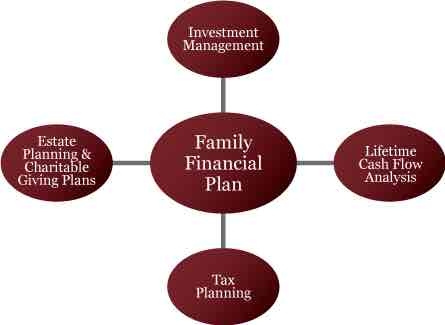 Investment
Management
Estate
Planning &
Charitable
Giving Plans
Family
Financial
Plan
Lifetime
Cash Flow
Analysis
Tax
Planning